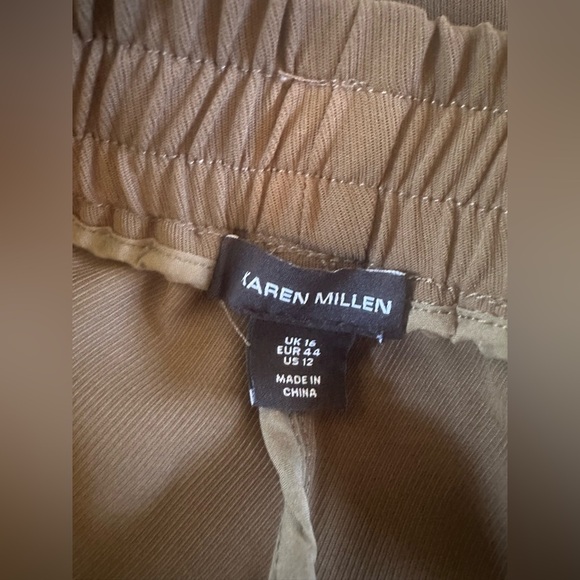 KAREN MILLEN
UK 16
EUR 44
US 12
MADE IN
CHINA